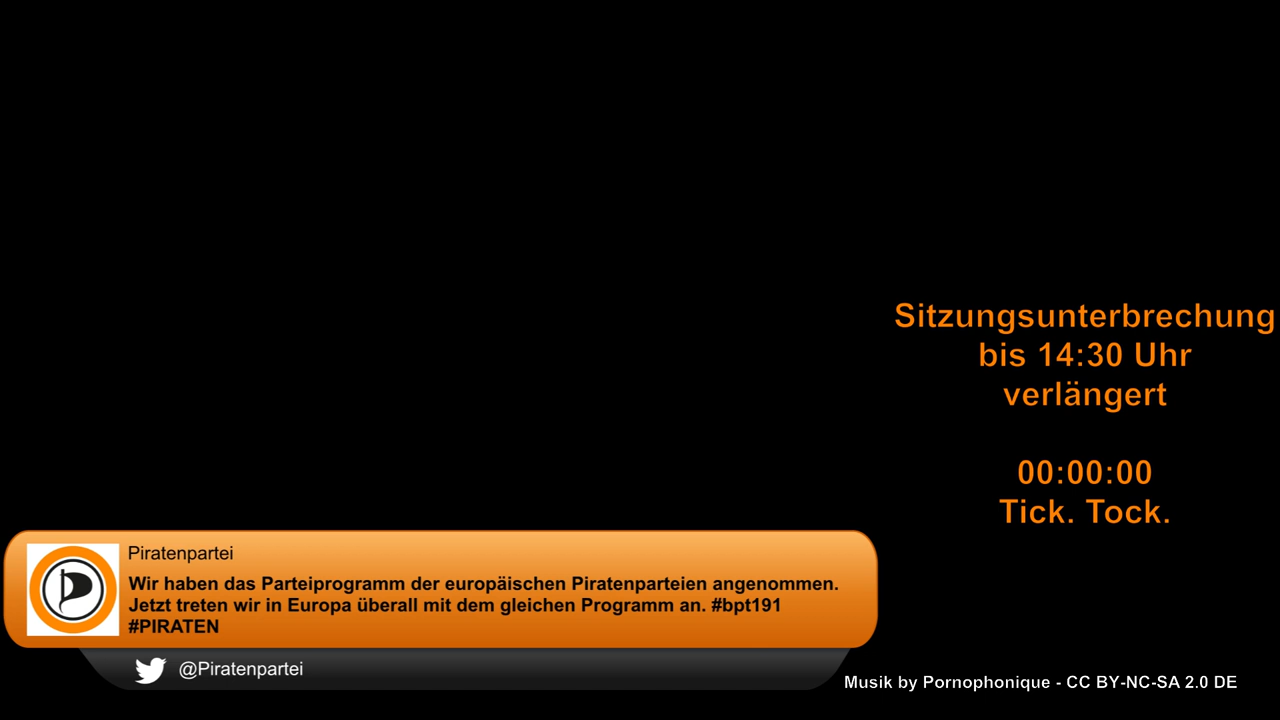 Sitzungsunterbrechung
bis 14:30 Uhr
verlängert
00:00:00
Tick. Tock.
Piratenpartei
Wir haben das Parteiprogramm der europäischen Piratenparteien angenommen.
Jetzt treten wir in Europa überall mit dem gleichen Programm an. #bpt191
#PIRATEN
@Piratenpartei
Musik by Pornophonique - CC BY-NC-SA 2.0 DE